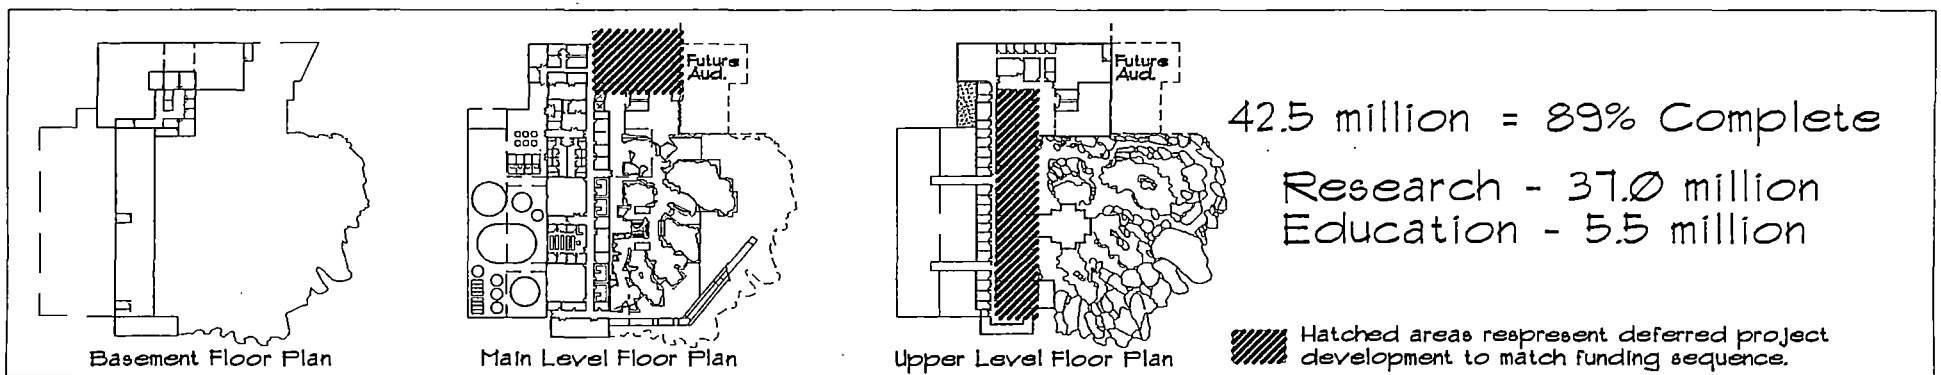 Future
Aud.
Future
Aud.
42.5 million = 89% Complete
Research - 37.0 million
Education - 5.5 million
Hatched areas respresent deferred project
development to match funding sequence.
Basement Floor Plan
Main Level Floor Plan
Upper Level Floor Plan